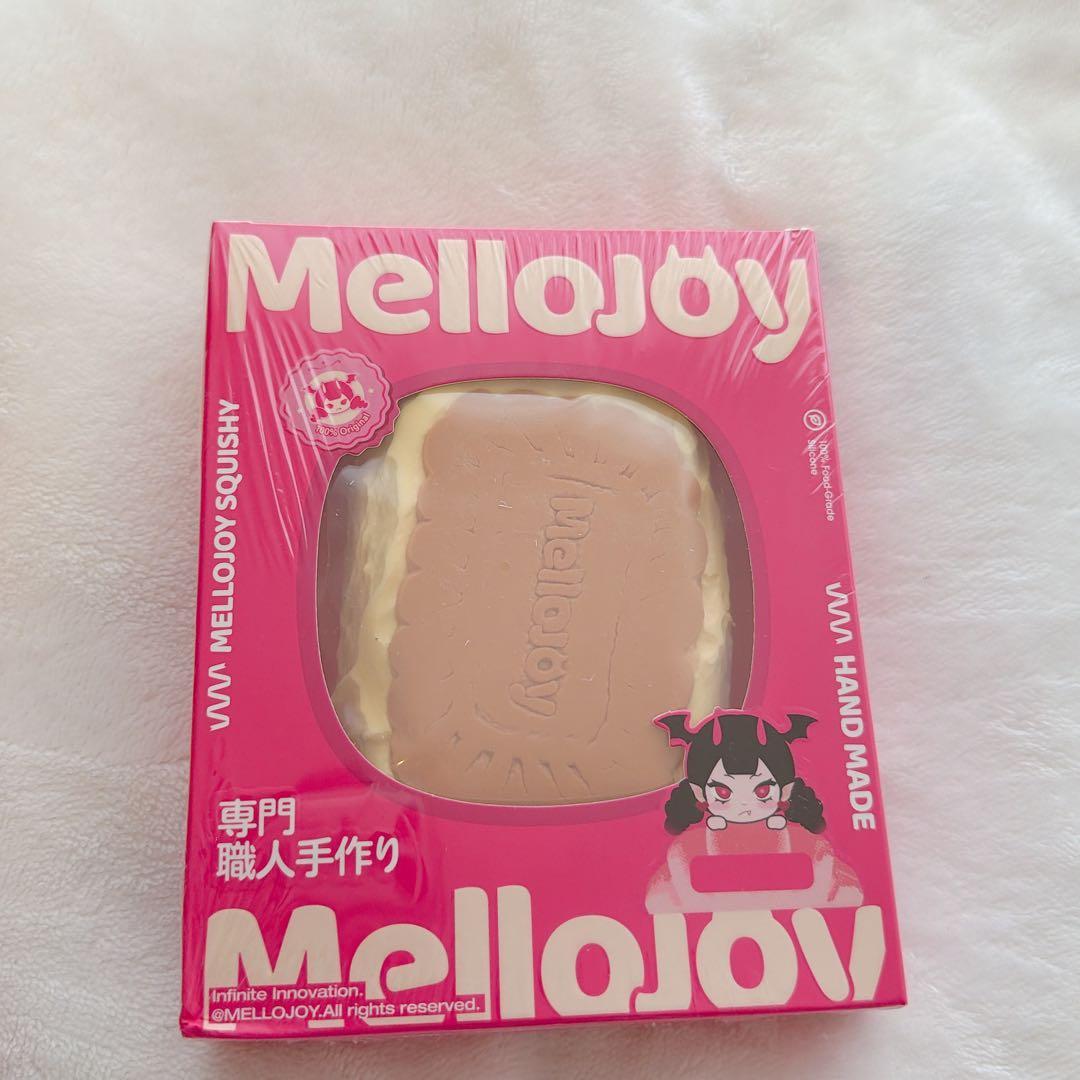 Mellojoy
100% Original
MELLOJOY SQUISHY
100% Food-Grade
Silicone
Mellojoy
HAND MADE
専門
職人手作り
Mellojoy
Infinite Innovation.
@MELLOJOY.All rights reserved.